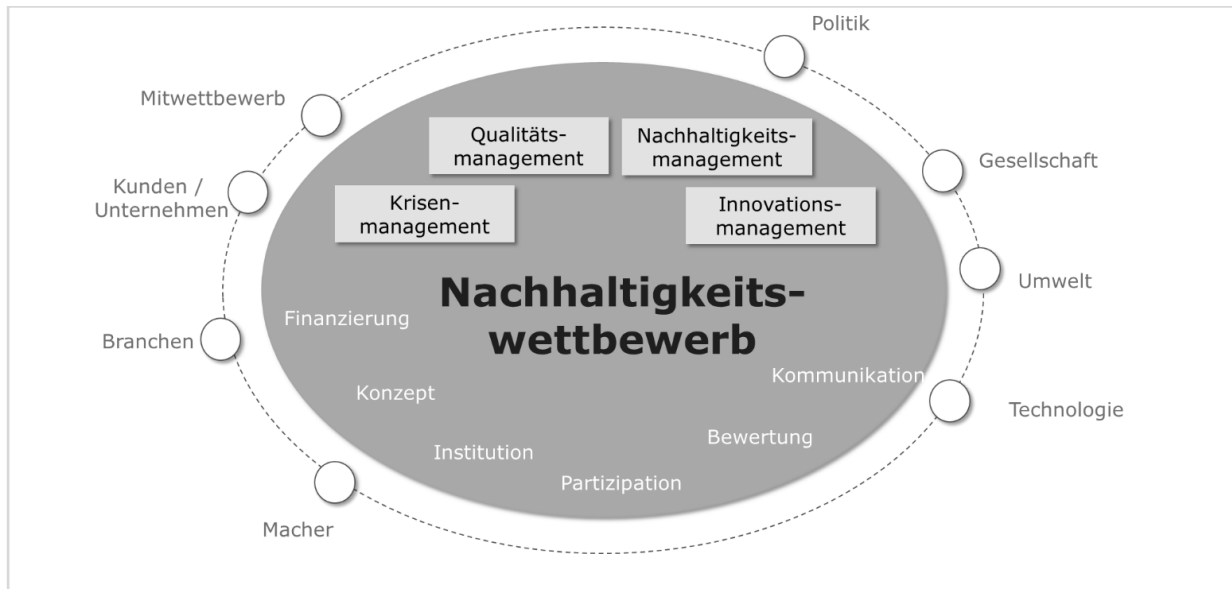 Politik
Mitwettbewerb
Qualitäts-
management
Nachhaltigkeits-
management
Gesellschaft
Kunden /
Unternehmen
Krisen-
management
Innovations-
management
Umwelt
Nachhaltigkeits-
wettbewerb
Finanzierung
Branchen
Kommunikation
Konzept
Technologie
Bewertung
Institution
Partizipation
Macher